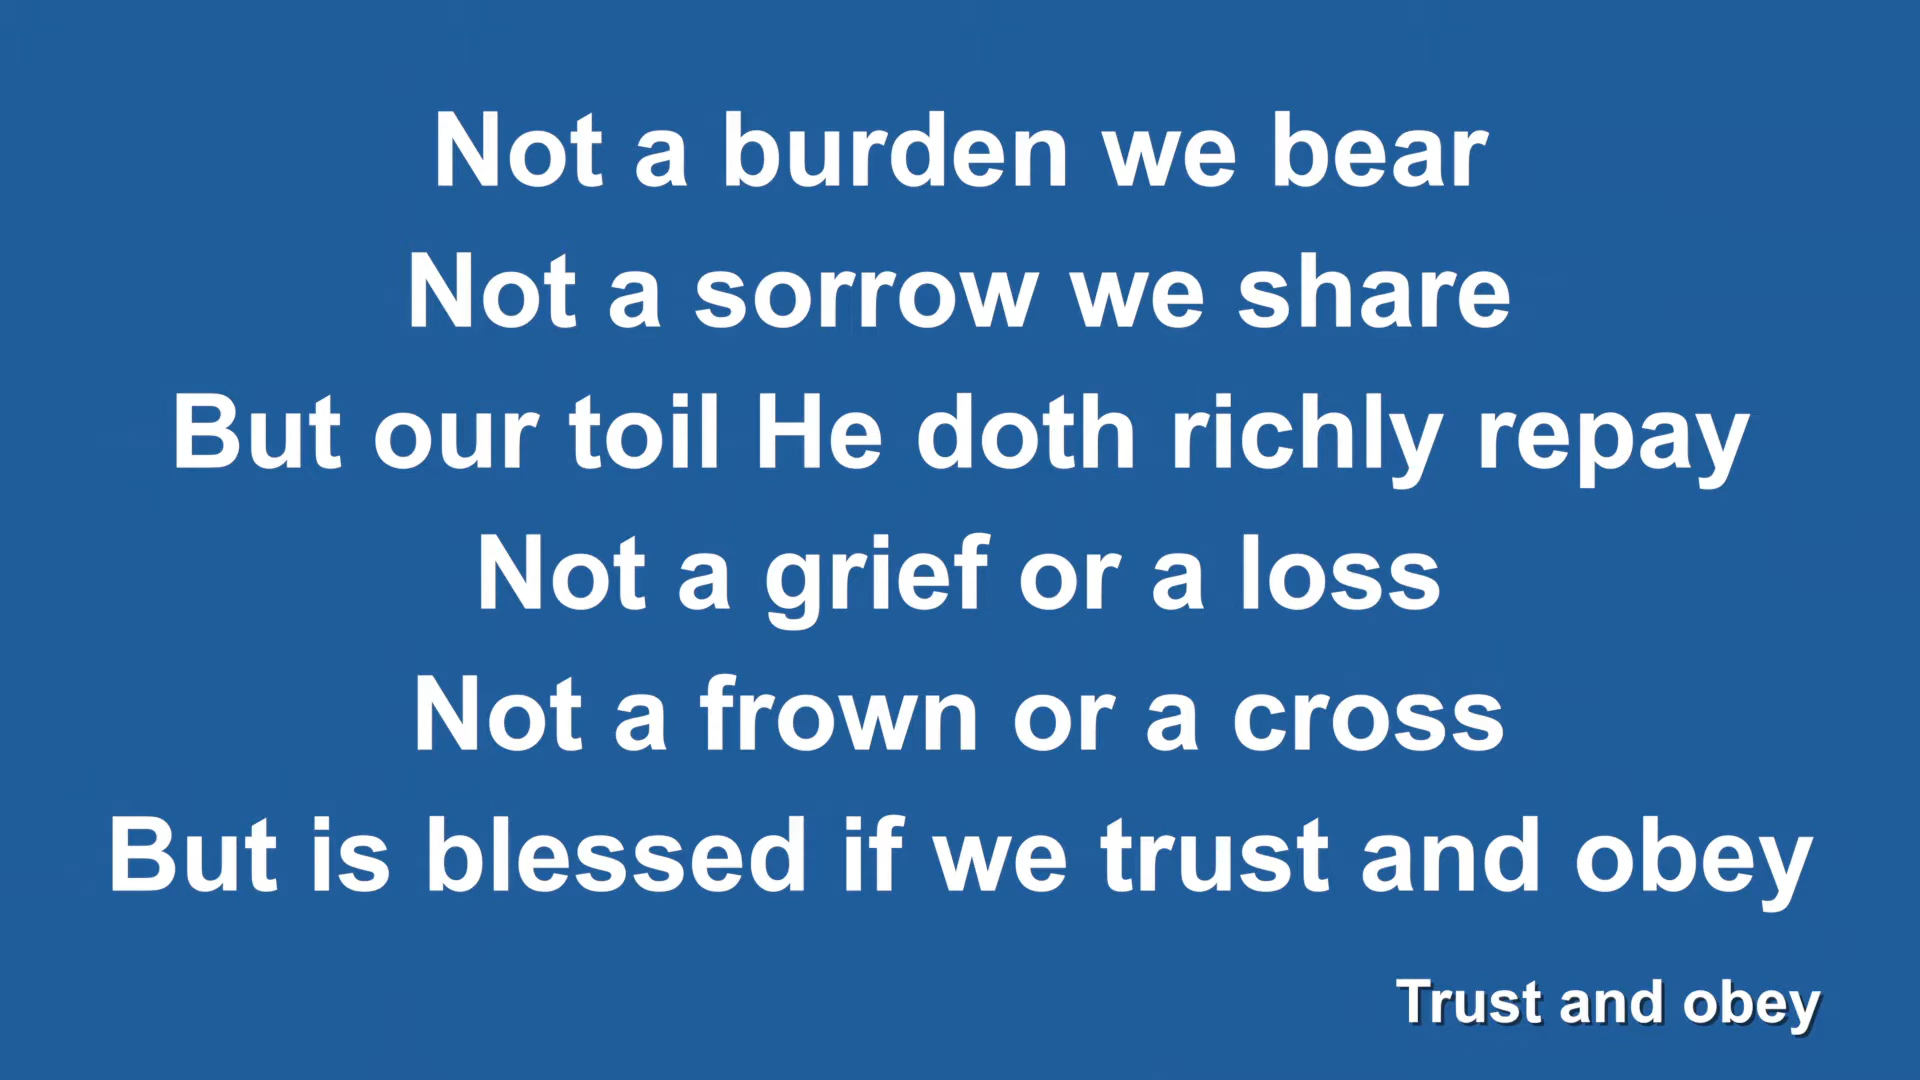 Not a burden we bear
Not a sorrow we share
But our toil He doth richly repay
Not a grief or a loss
Not a frown or a cross
But is blessed if we trust and obey
Trust and obey